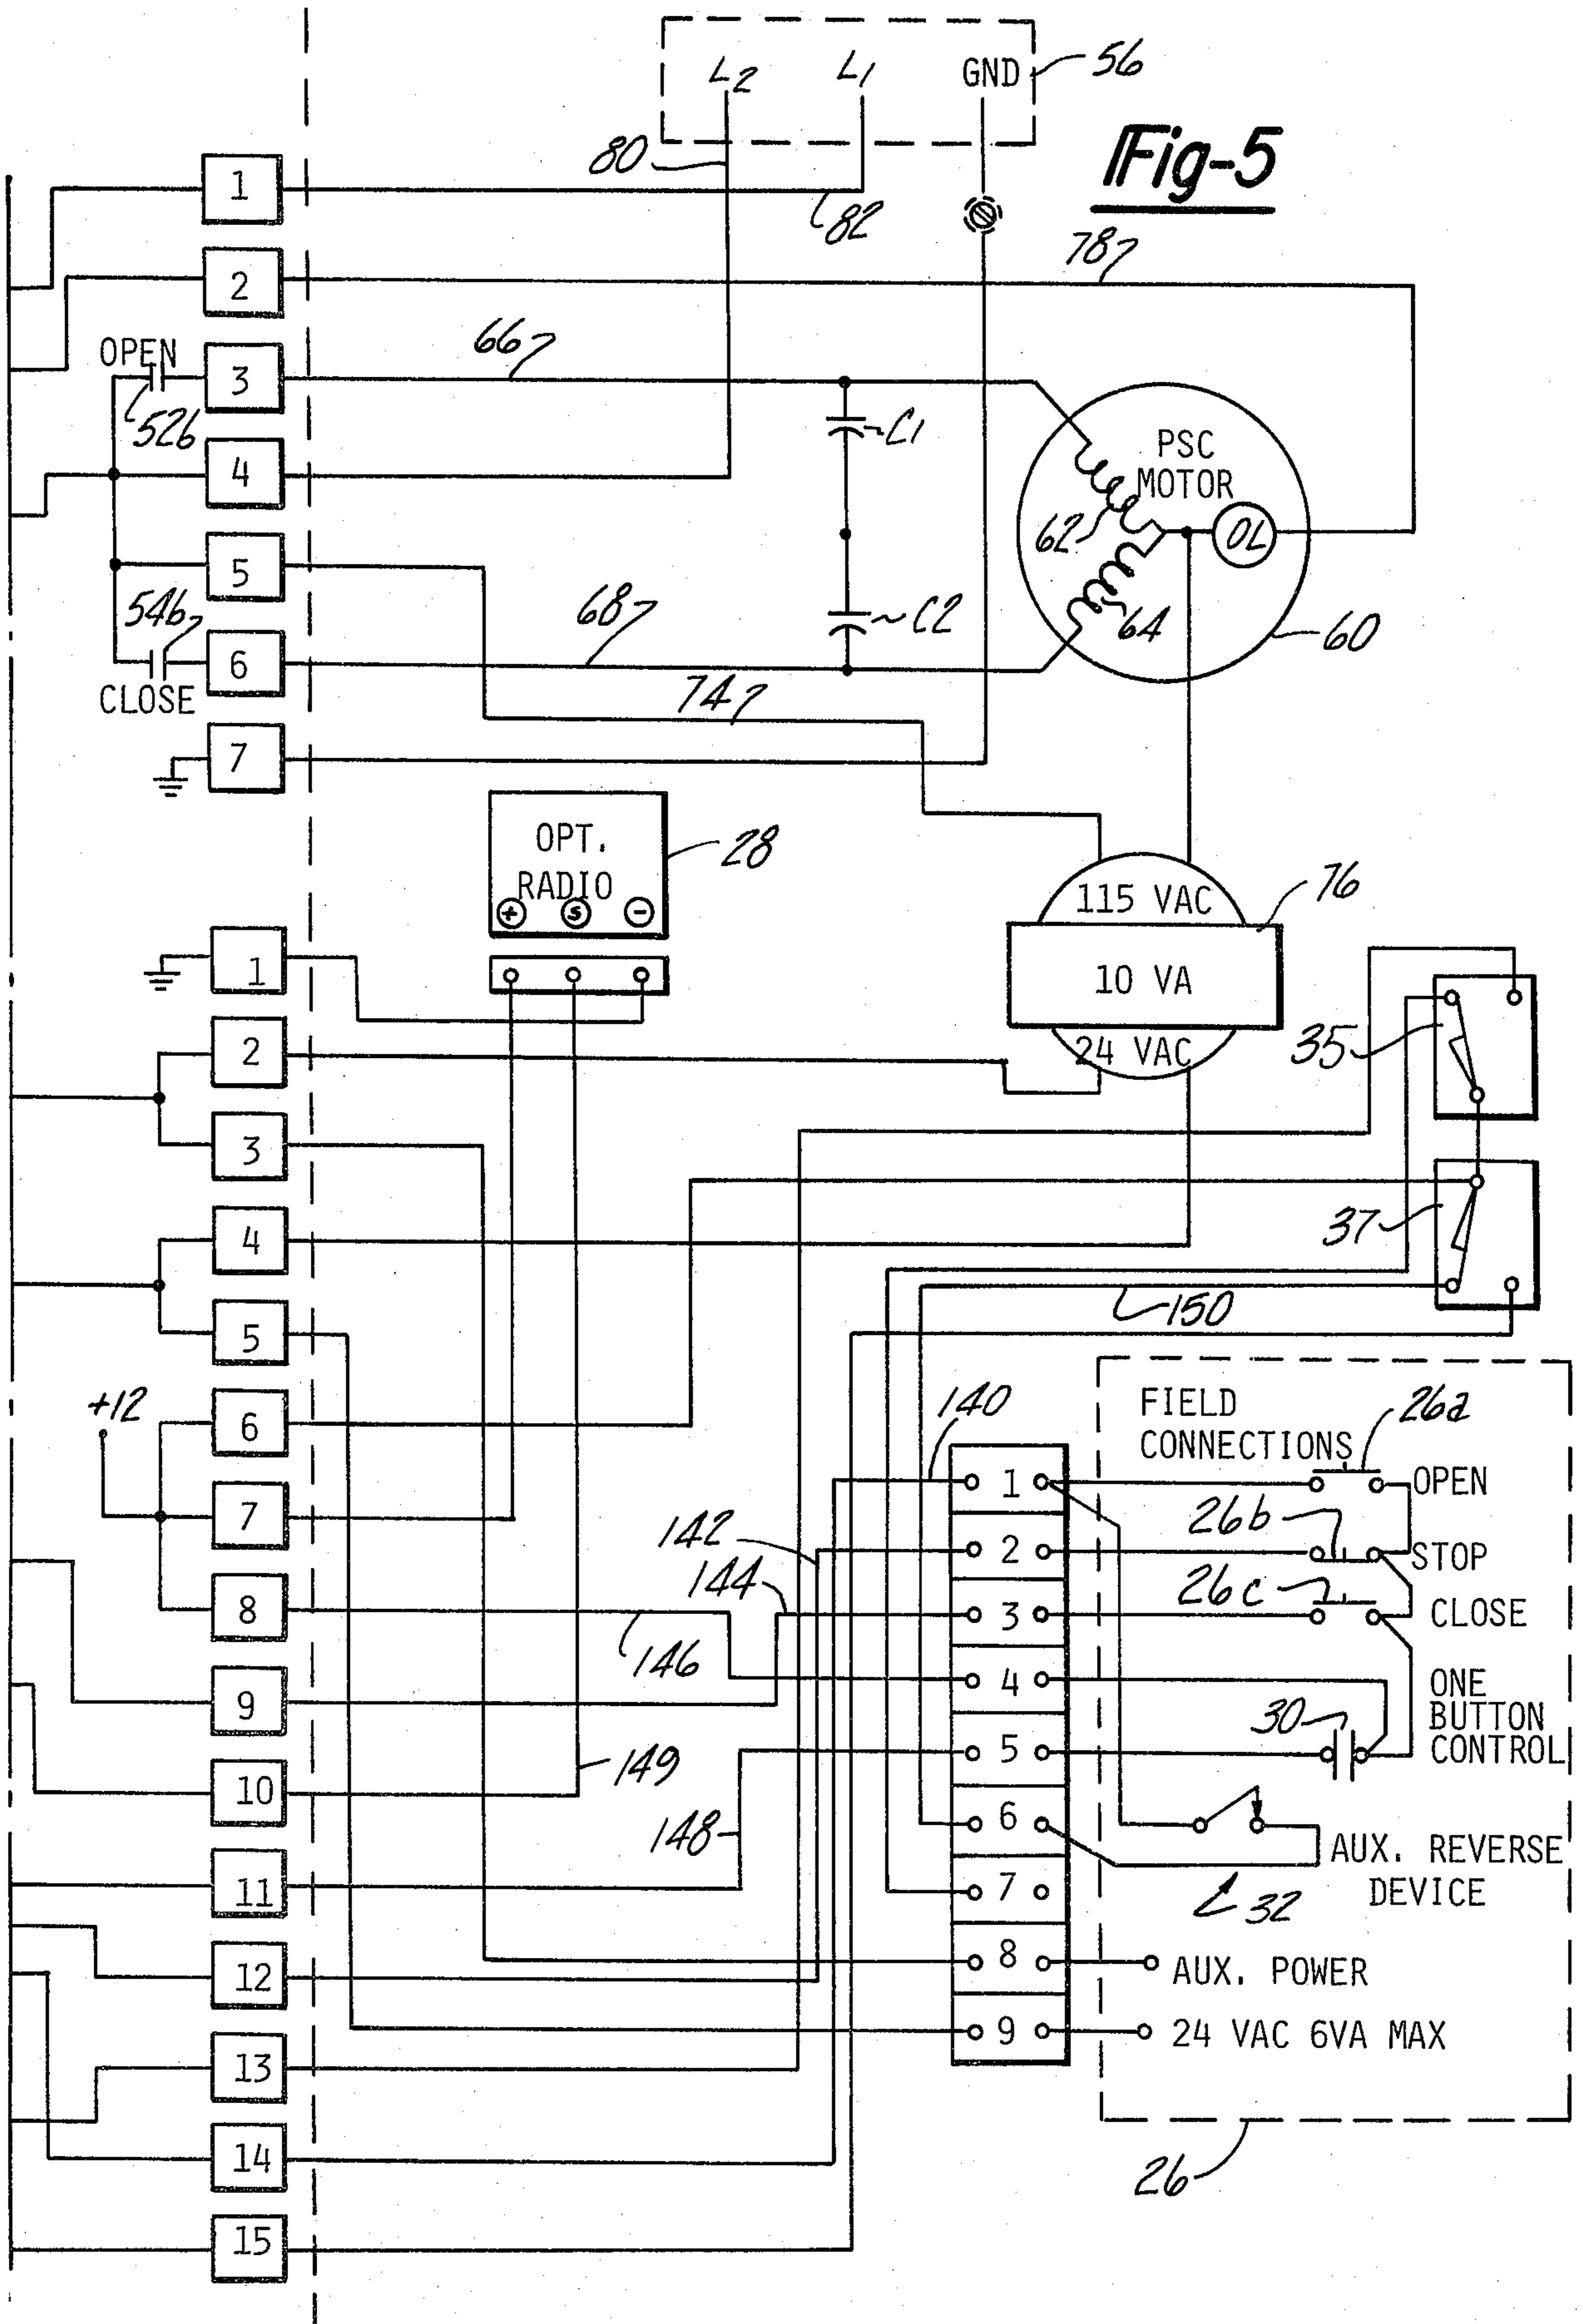 L2 L1 GND 56
Fig-5
80
1
82
2
78
OPEN
66
3
52b
C1
PSC
MOTOR
4
62
OL
5
54b
68
C2
64
60
6
CLOSE
74
7
OPT.
RADIO
28
+ S -
115 VAC
76
10 VA
24 VAC
1
2
35
3
4
37
5
150
+12
6
7
8
146
9
10
149
11
148
12
13
14
15
140
142
144
1
2
3
4
5
6
7
8
9
FIELD
CONNECTIONS
26a
OPEN
26b
STOP
26c
CLOSE
ONE
BUTTON
CONTROL
30
AUX. REVERSE
DEVICE
32
AUX. POWER
24 VAC 6VA MAX
26